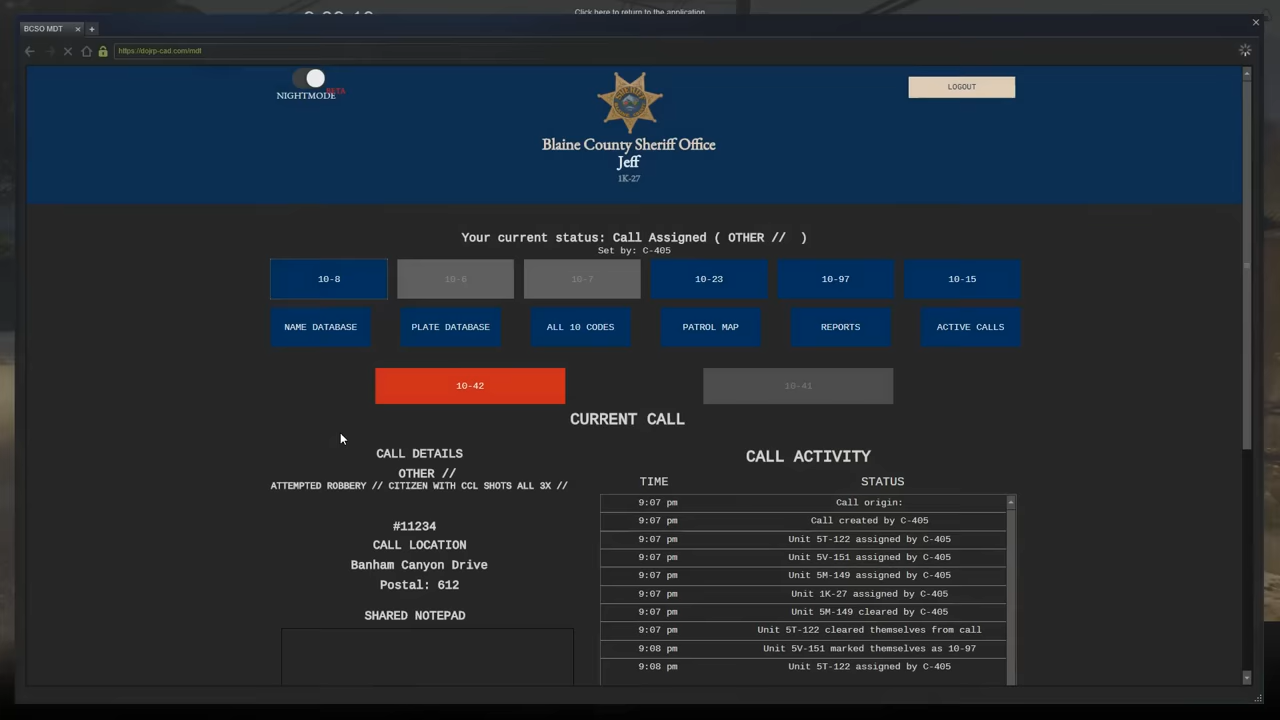 Click here to return to the application
BCSO MDT
https://dojrp-cad.com/mdt
NIGHTMODE BETA
LOGOUT
Blaine County Sheriff Office
Jeff
1K-27
Your current status: Call Assigned ( OTHER // )
Set by: C-405
10-8 10-6 10-7 10-23 10-97 10-15
NAME DATABASE PLATE DATABASE ALL 10 CODES PATROL MAP REPORTS ACTIVE CALLS
10-42 10-41
CURRENT CALL
CALL DETAILS
OTHER //
ATTEMPTED ROBBERY // CITIZEN WITH CCL SHOTS ALL 3X //
#11234
CALL LOCATION
Banham Canyon Drive
Postal: 612
SHARED NOTEPAD
CALL ACTIVITY
TIME STATUS
9:07 pm Call origin:
9:07 pm Call created by C-405
9:07 pm Unit 5T-122 assigned by C-405
9:07 pm Unit 5V-151 assigned by C-405
9:07 pm Unit 5M-149 assigned by C-405
9:07 pm Unit 1K-27 assigned by C-405
9:07 pm Unit 5M-149 cleared by C-405
9:07 pm Unit 5T-122 cleared themselves from call
9:08 pm Unit 5V-151 marked themselves as 10-97
9:08 pm Unit 5T-122 assigned by C-405